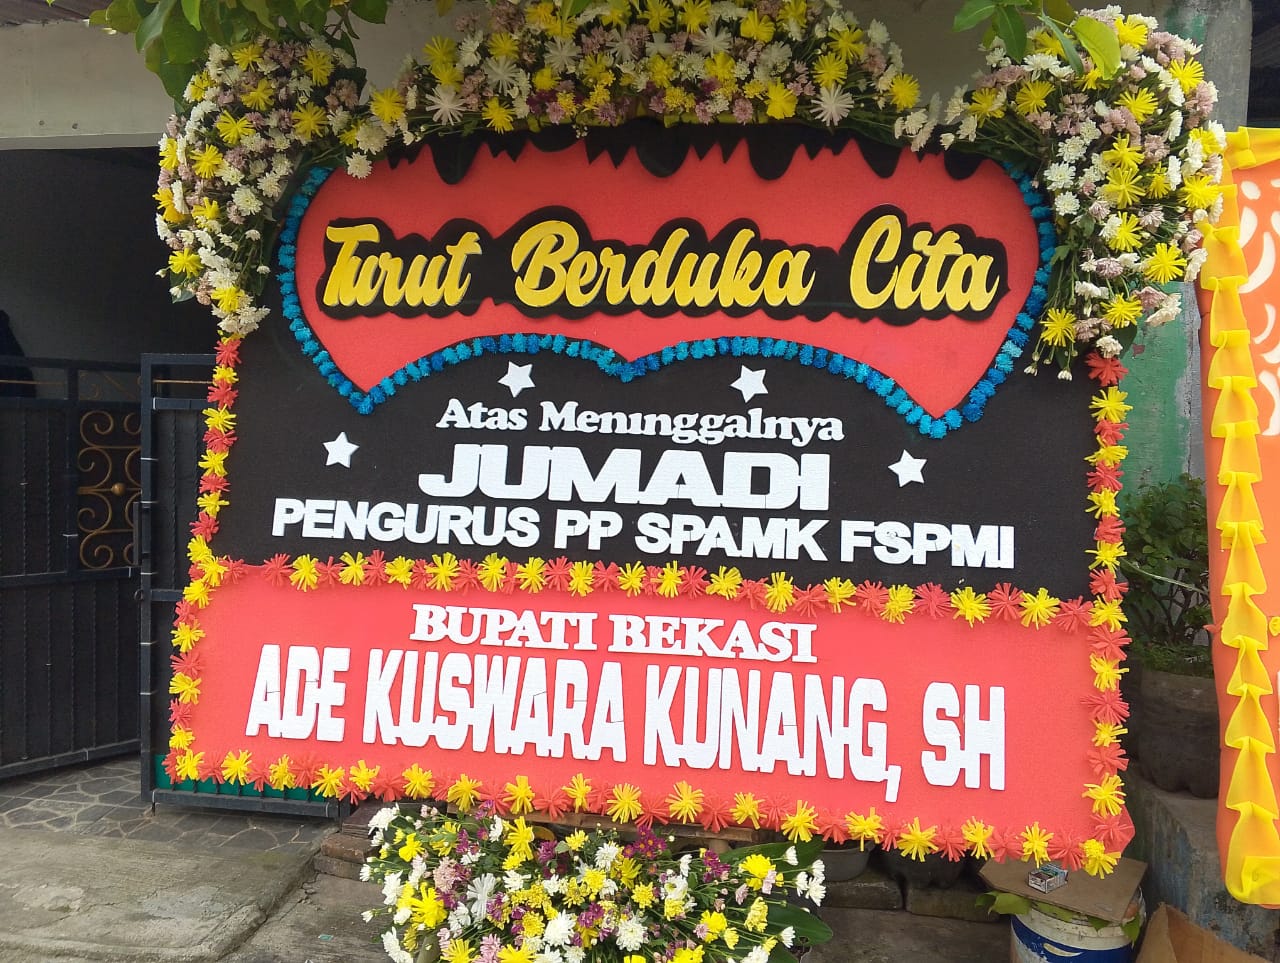 Turut Berduka Cita
Atas Meninggalnya
JUMADI
PENGURUS PP SPAMK FSPMI
BUPATI BEKASI
ADE KUSWARA KUNANG, SH